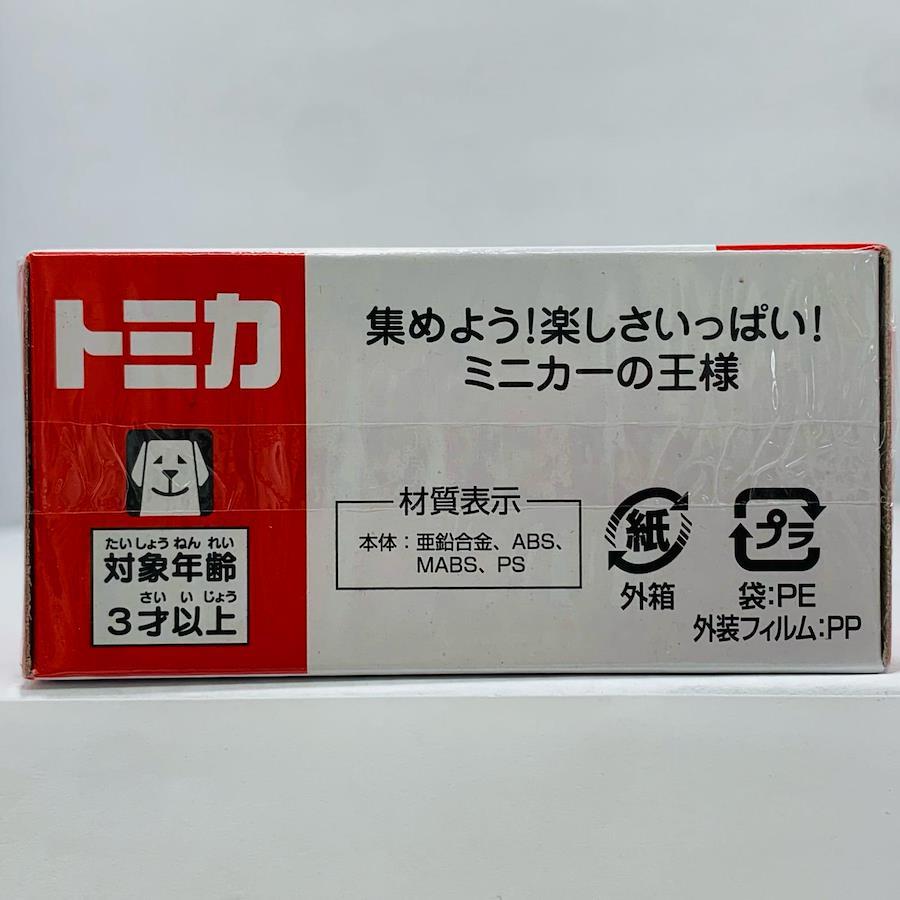 トミカ
集めよう!楽しさいっぱい!
ミニカーの王様
たいしょうねんれい
対象年齢
さいいじょう
3才以上
材質表示
本体:亜鉛合金、ABS、
MABS、PS
紙
外箱
プラ
袋:PE
外装フィルム:PP